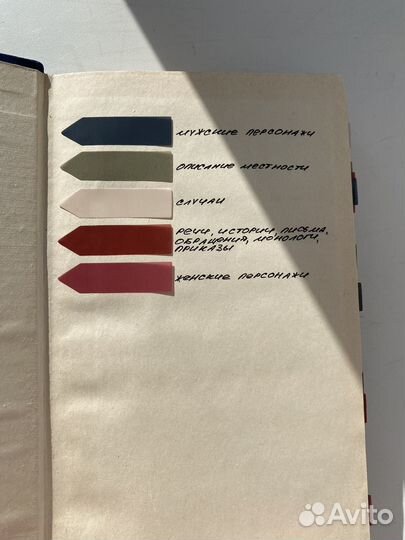 мужские персонажи
описание местности
случаи
речи, истории, письма,
обращения, монологи,
приказы
женские персонажи
Avito